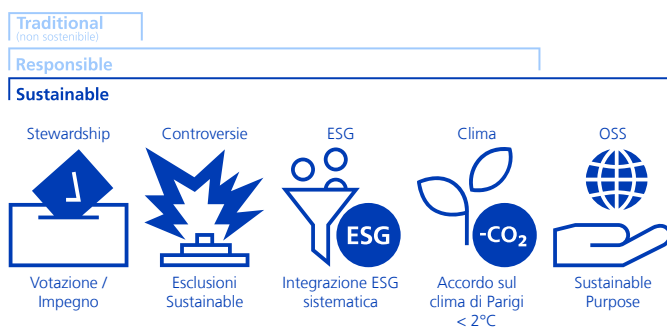 Traditional
(non sostenibile)
Responsible
Sustainable
Stewardship
Controversie
ESG
Clima
OSS
ESG
-CO₂
Votazione /
Impegno
Esclusioni
Sustainable
Integrazione ESG
sistematica
Accordo sul
clima di Parigi
< 2°C
Sustainable
Purpose